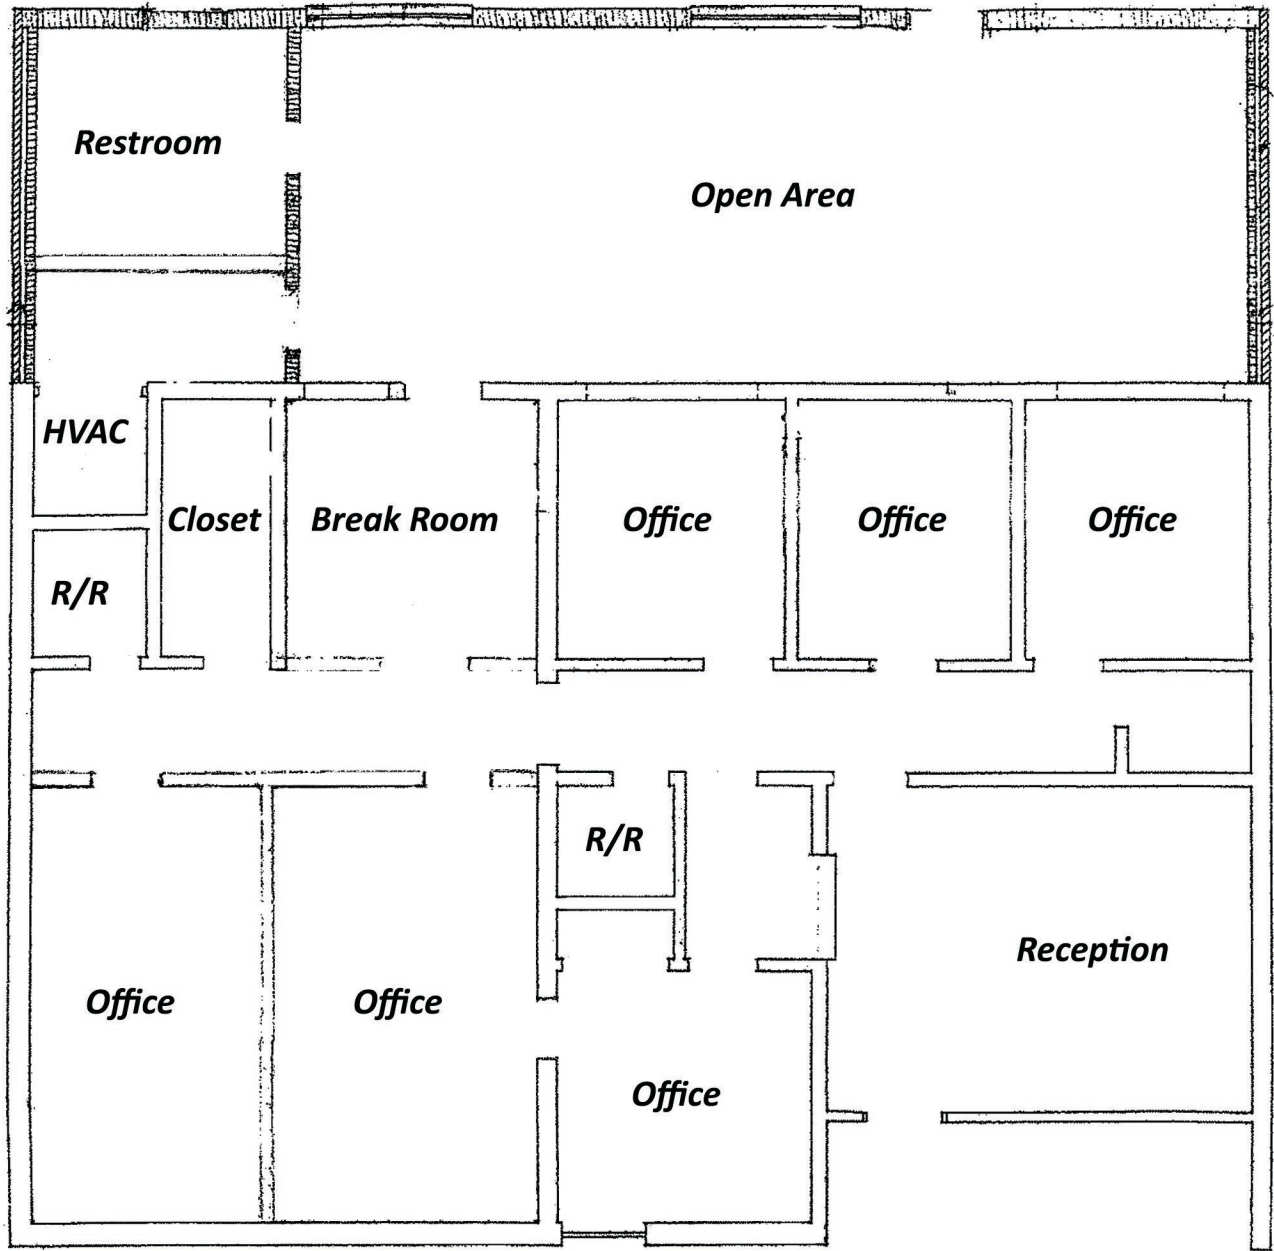 Restroom
Open Area
HVAC
Closet
Break Room
Office
Office
Office
R/R
R/R
Reception
Office
Office
Office